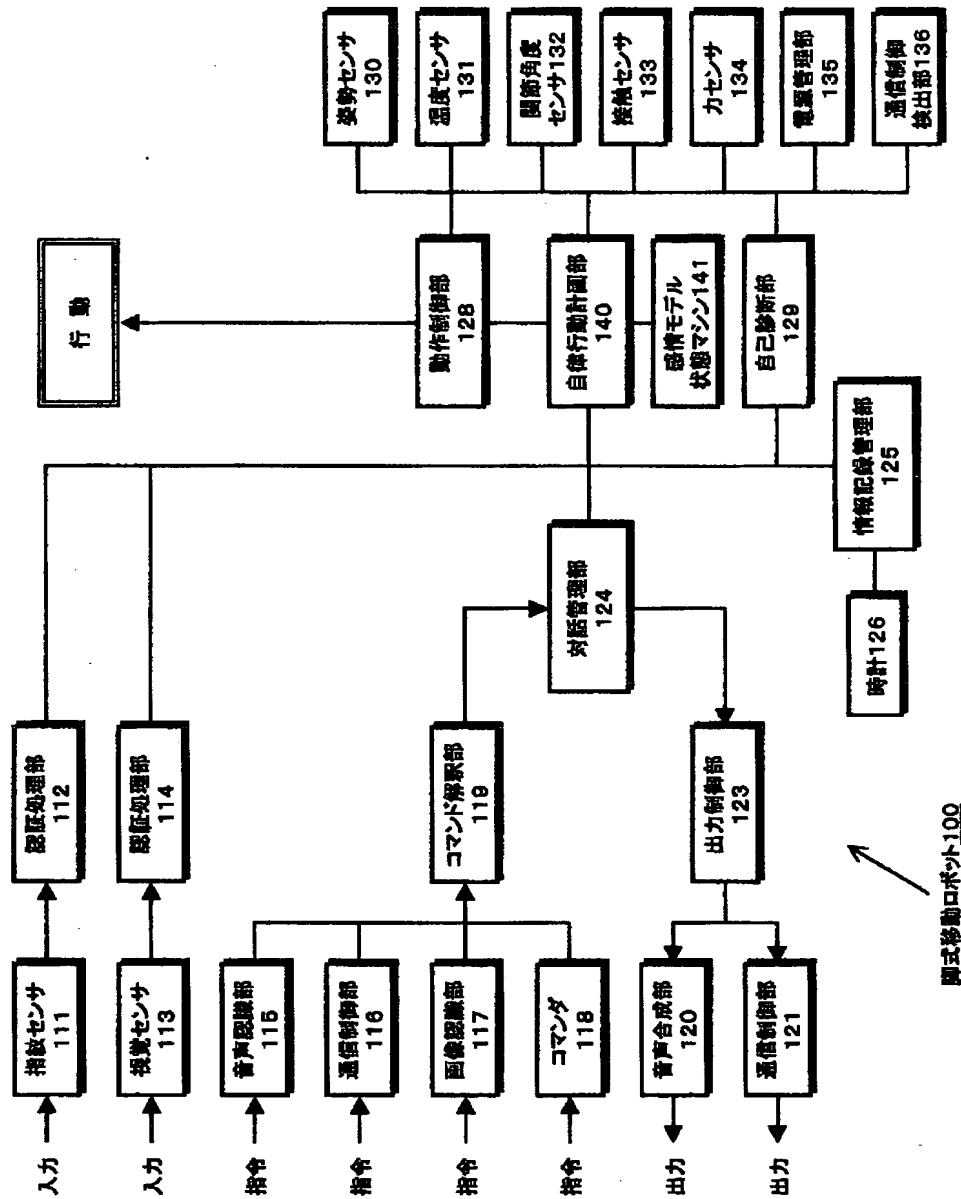 入力
指紋センサ
111
認証処理部
112
入力
視覚センサ
113
認証処理部
114
指令
音声認識部
115
指令
通信制御部
116
指令
画像認識部
117
指令
コマンダ
118
コマンド解釈部
119
出力
音声合成部
120
出力
通信制御部
121
出力制御部
123
対話管理部
124
情報記録管理部
125
時計126
行動
動作制御部
128
自律行動計画部
140
感情モデル
状態マシン141
自己診断部
129
姿勢センサ
130
温度センサ
131
関節角度
センサ132
接触センサ
133
力センサ
134
電源管理部
135
通信制御
検出部136
脚式移動ロボット100